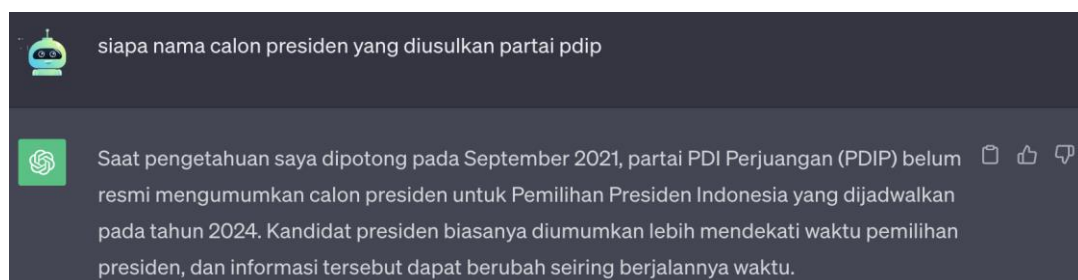 siapa nama calon presiden yang diusulkan partai pdip
Saat pengetahuan saya dipotong pada September 2021, partai PDI Perjuangan (PDIP) belum
resmi mengumumkan calon presiden untuk Pemilihan Presiden Indonesia yang dijadwalkan
pada tahun 2024. Kandidat presiden biasanya diumumkan lebih mendekati waktu pemilihan
presiden, dan informasi tersebut dapat berubah seiring berjalannya waktu.